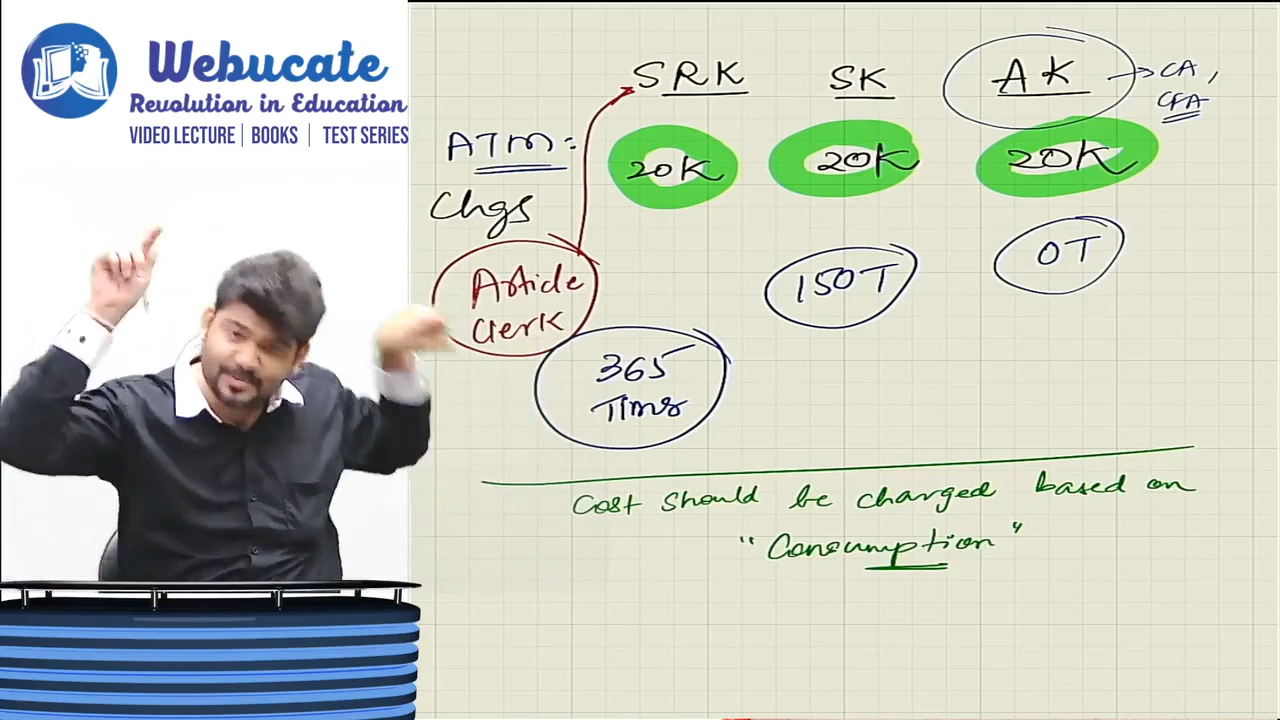 Webucate
Revolution in Education
VIDEO LECTURE | BOOKS | TEST SERIES
SRK SK AK → CA,
CFA
ATM:
Chgs
20K 20K 20K
Article
Clerk
150T
0T
365
Times
Cost should be charged based on
"Consumption"